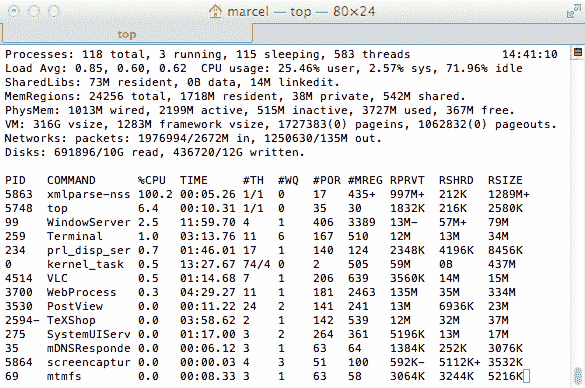 marcel — top — 80×24
top
Processes: 118 total, 3 running, 115 sleeping, 583 threads 14:41:10
Load Avg: 0.85, 0.60, 0.62 CPU usage: 25.46% user, 2.57% sys, 71.96% idle
SharedLibs: 73M resident, 0B data, 14M linkedit.
MemRegions: 24256 total, 1718M resident, 38M private, 542M shared.
PhysMem: 1013M wired, 2199M active, 515M inactive, 3727M used, 367M free.
VM: 316G vsize, 1283M framework vsize, 1727383(0) pageins, 1062832(0) pageouts.
Networks: packets: 1976994/2672M in, 1250630/135M out.
Disks: 691896/10G read, 436720/12G written.
PID COMMAND %CPU TIME #TH #WQ #POR #MREG RPRVT RSHRD RSIZE
5863 xmlparse-nss 100.2 00:05.26 1/1 0 17 435+ 997M+ 212K 1289M+
5748 top 6.4 00:10.31 1/1 0 35 30 1832K 216K 2580K
99 WindowServer 2.5 11:59.70 4 1 406 3389 13M- 57M+ 79M
259 Terminal 1.0 03:13.76 11 6 167 510 12M 13M 34M
234 prl_disp_ser 0.7 01:46.01 17 1 140 124 2348K 4196K 8456K
0 kernel_task 0.5 13:27.67 74/4 0 2 505 59M 0B 437M
4514 VLC 0.5 01:14.68 7 1 206 639 3560K 14M 15M
3700 WebProcess 0.3 04:29.27 11 1 181 2463 135M 35M 334M
3530 PostView 0.0 00:11.22 24 2 141 241 13M 6936K 23M
2594- TeXShop 0.0 03:58.62 2 1 142 539 12M 32M 37M
275 SystemUIServ 0.0 01:17.00 3 2 264 361 5196K 13M 17M
35 mDNSResponde 0.0 00:06.12 3 1 63 64 1384K 252K 3076K
5864 screencaptur 0.0 00:00.03 4 3 51 100 592K- 5112K+ 3532K
69 mtmfs 0.0 00:08.33 3 1 63 58 3064K 3244K 5216K